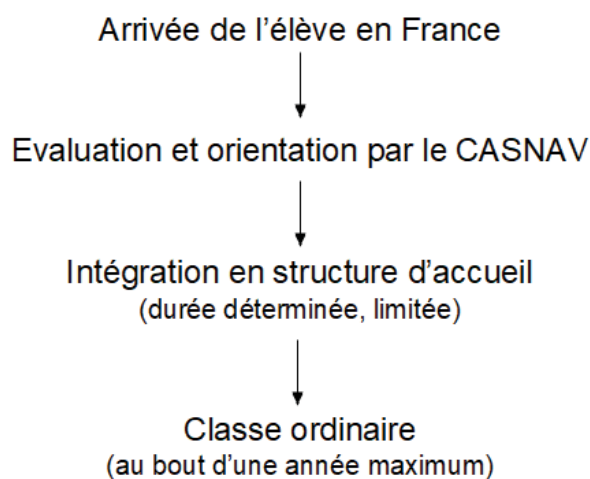 Arrivée de l'élève en France
Evaluation et orientation par le CASNAV
Intégration en structure d'accueil
(durée déterminée, limitée)
Classe ordinaire
(au bout d'une année maximum)